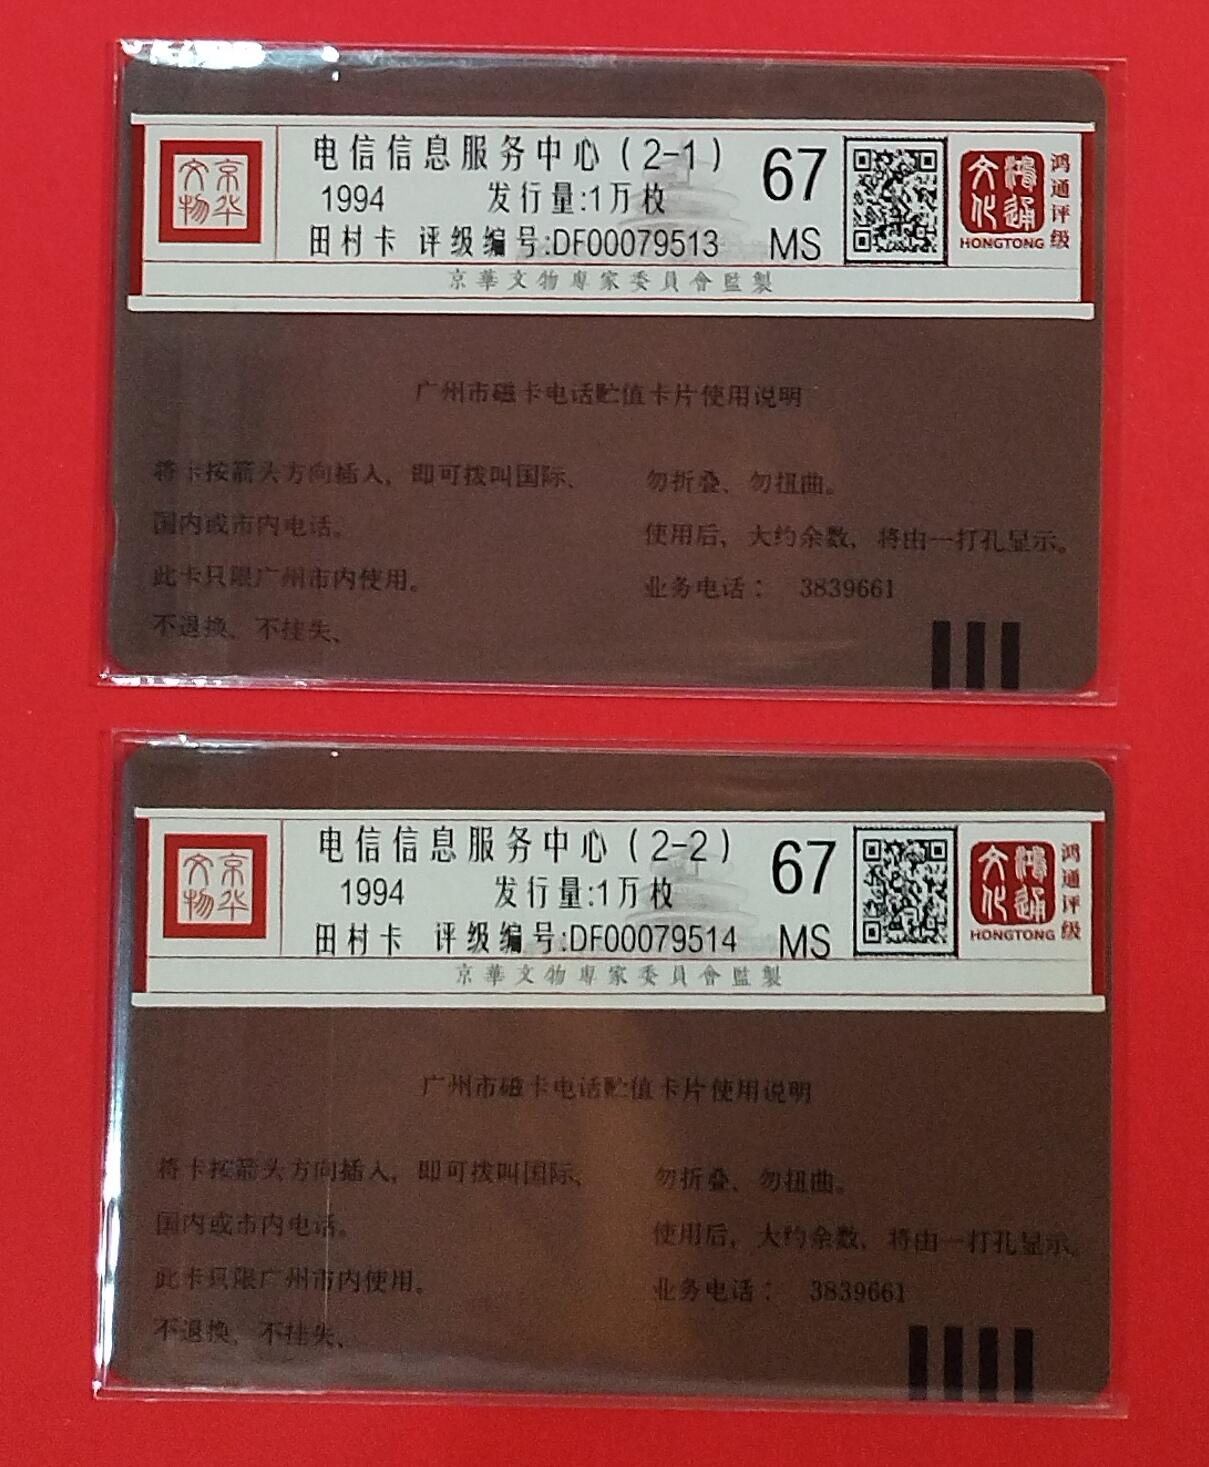 京华
文物
电信信息服务中心(2-1)
1994 发行量:1万枚
田村卡 评级编号:DF00079513
67
MS
鸿通
文化
HONGTONG
鸿通评级
京華文物專家委員會監製
广州市磁卡电话贮值卡片使用说明
将卡按箭头方向插入，即可拨叫国际、
国内或市内电话。
此卡只限广州市内使用。
不退换、不挂失、
勿折叠、勿扭曲。
使用后，大约余数，将由一打孔显示。
业务电话： 3839661
京华
文物
电信信息服务中心(2-2)
1994 发行量:1万枚
田村卡 评级编号:DF00079514
67
MS
鸿通
文化
HONGTONG
鸿通评级
京華文物專家委員會監製
广州市磁卡电话贮值卡片使用说明
将卡按箭头方向插入，即可拨叫国际、
国内或市内电话。
此卡只限广州市内使用。
不退换、不挂失、
勿折叠、勿扭曲。
使用后，大约余数，将由一打孔显示。
业务电话： 3839661